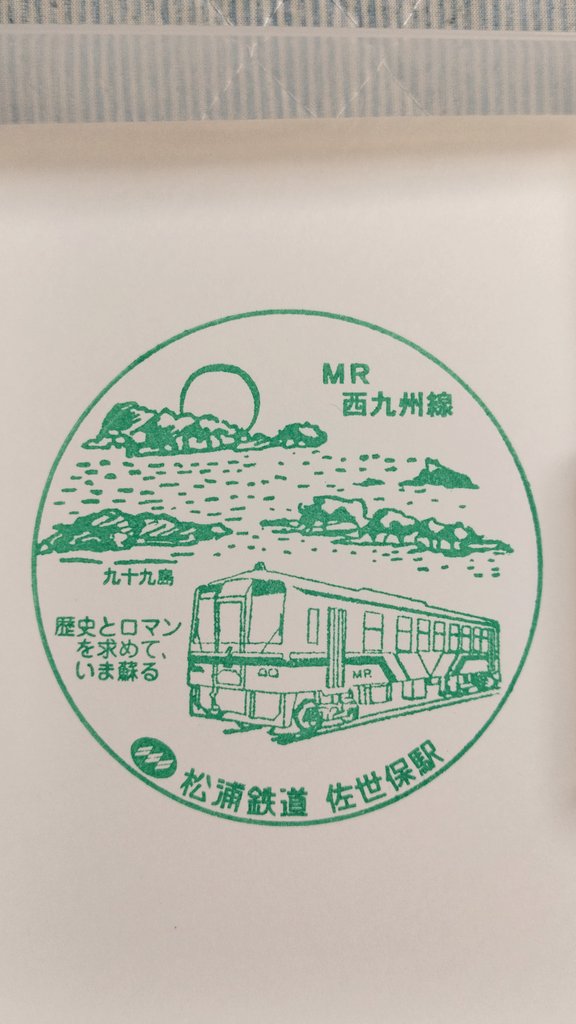 MR
西九州線
九十九島
歴史とロマン
を求めて、
いま蘇る
MR
松浦鉄道 佐世保駅